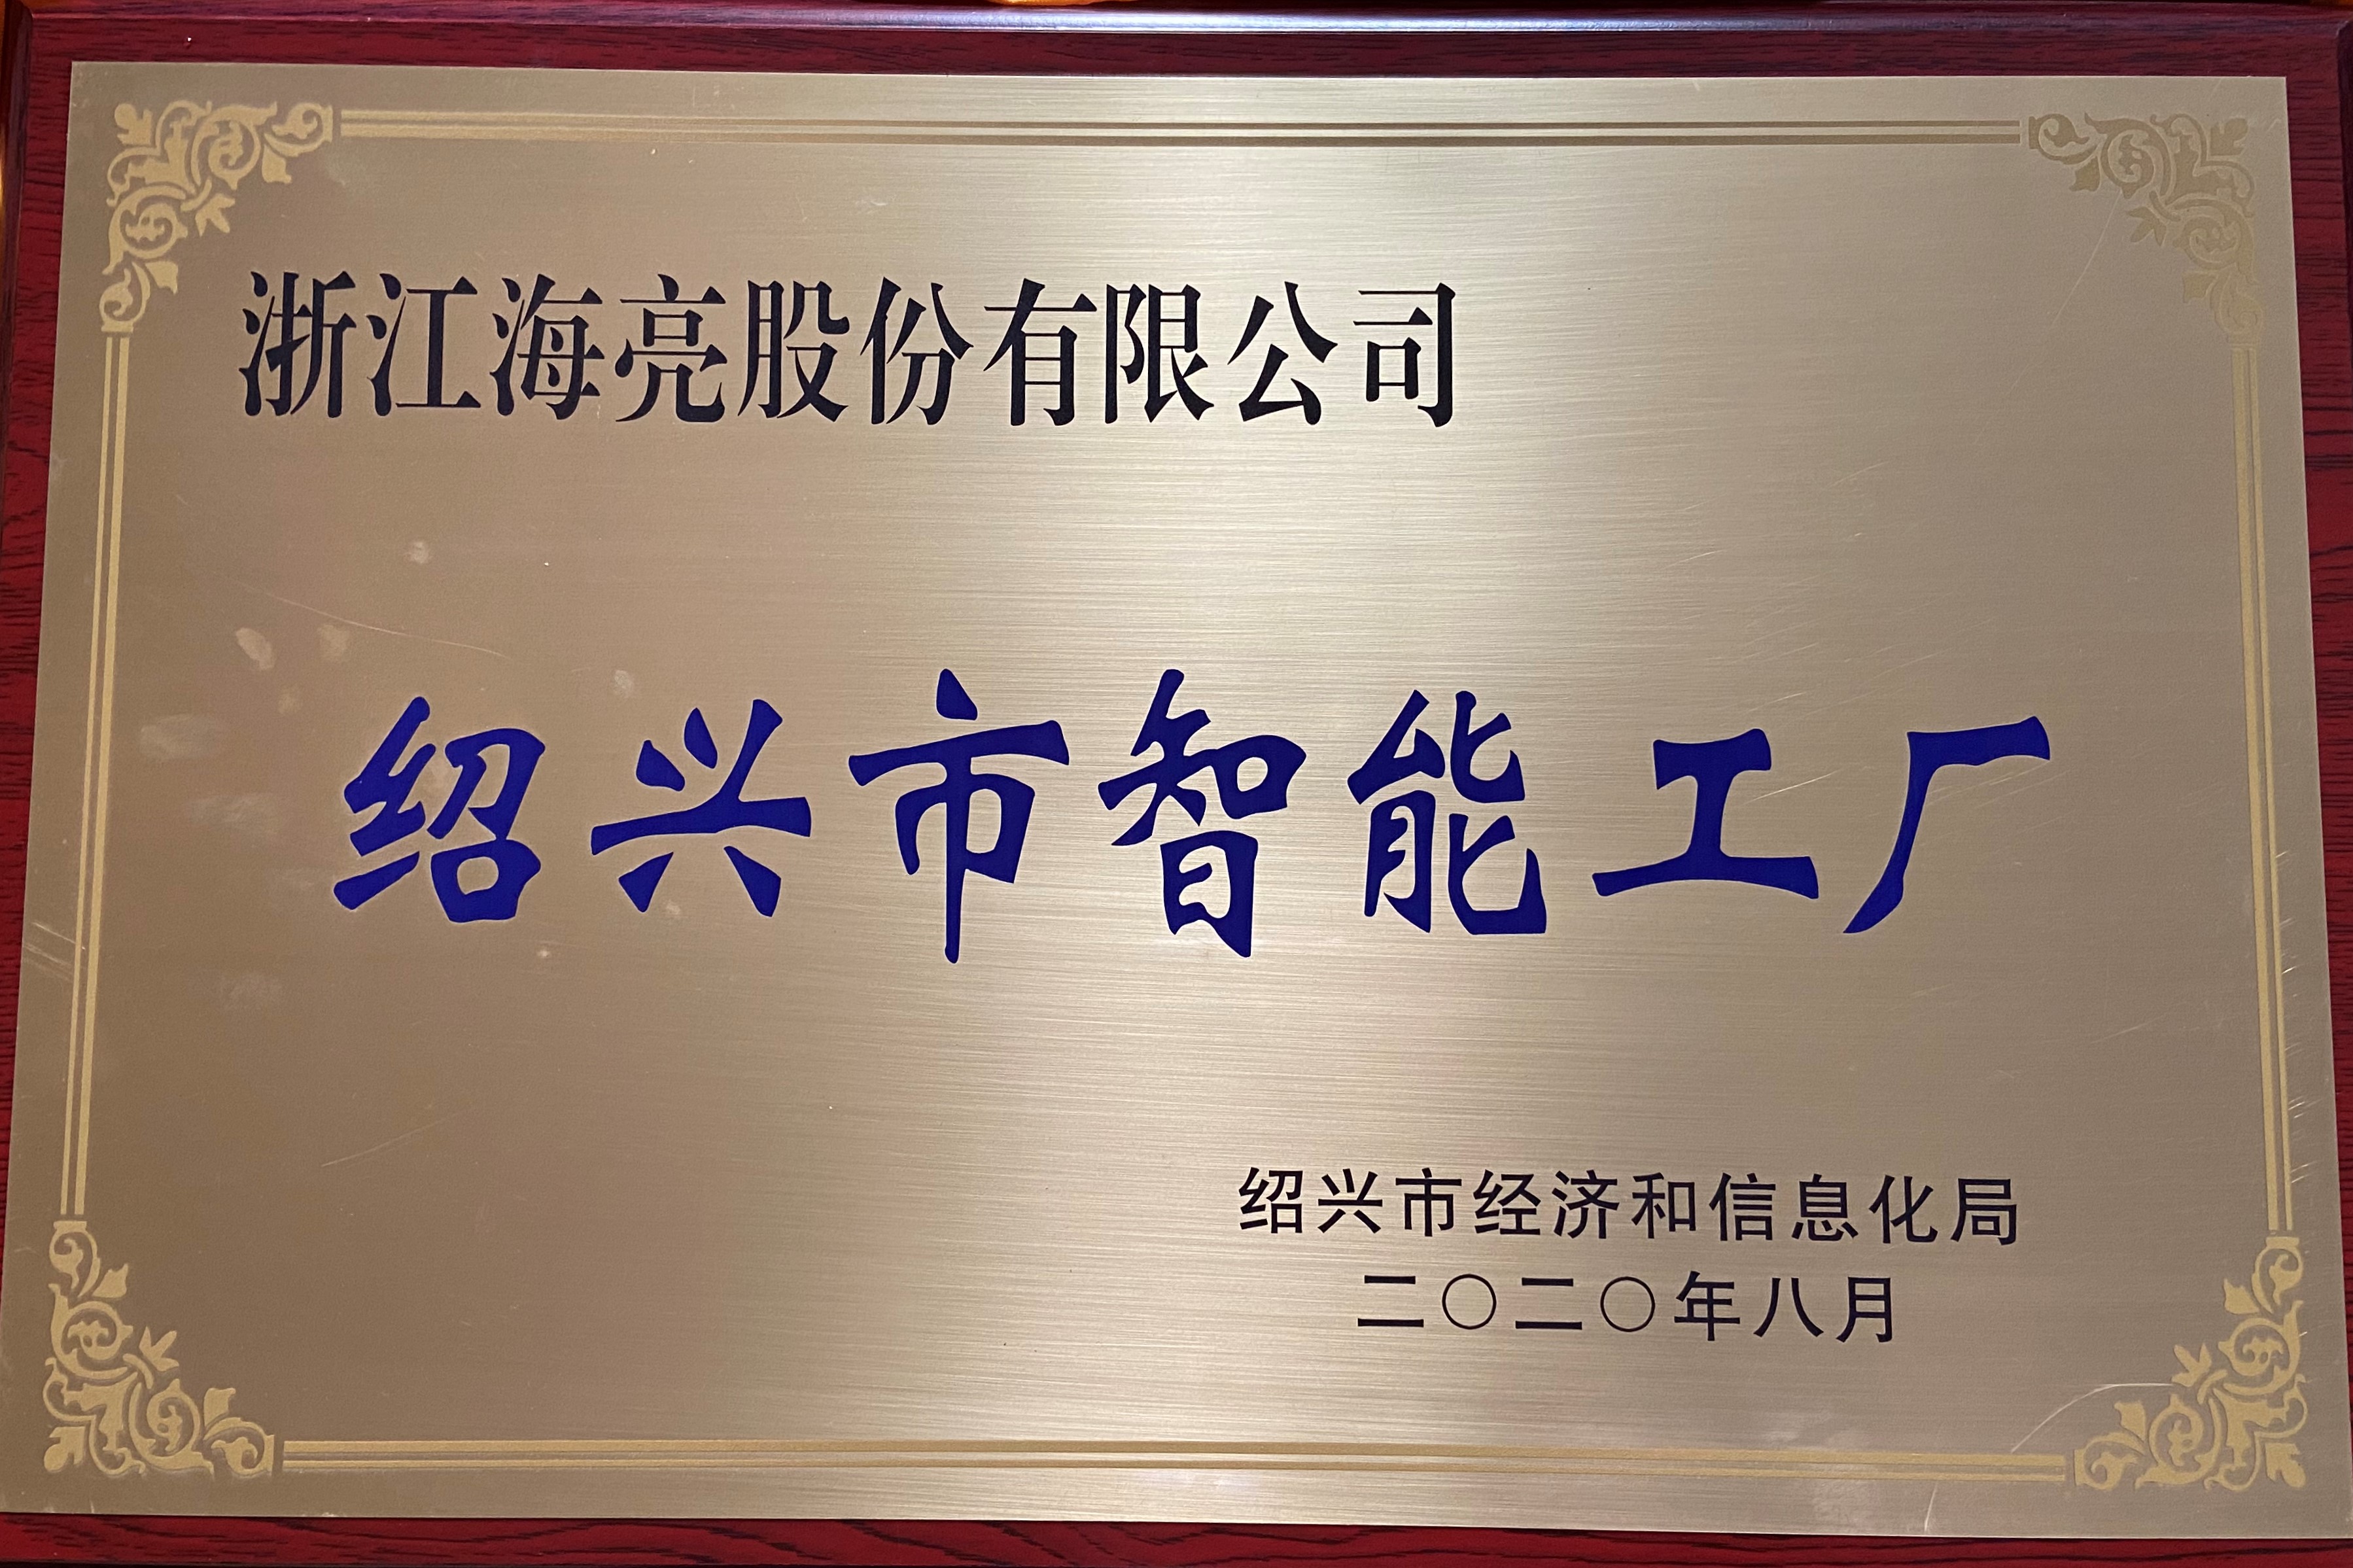 浙江海亮股份有限公司
绍兴市智能工厂
绍兴市经济和信息化局
二〇二〇年八月